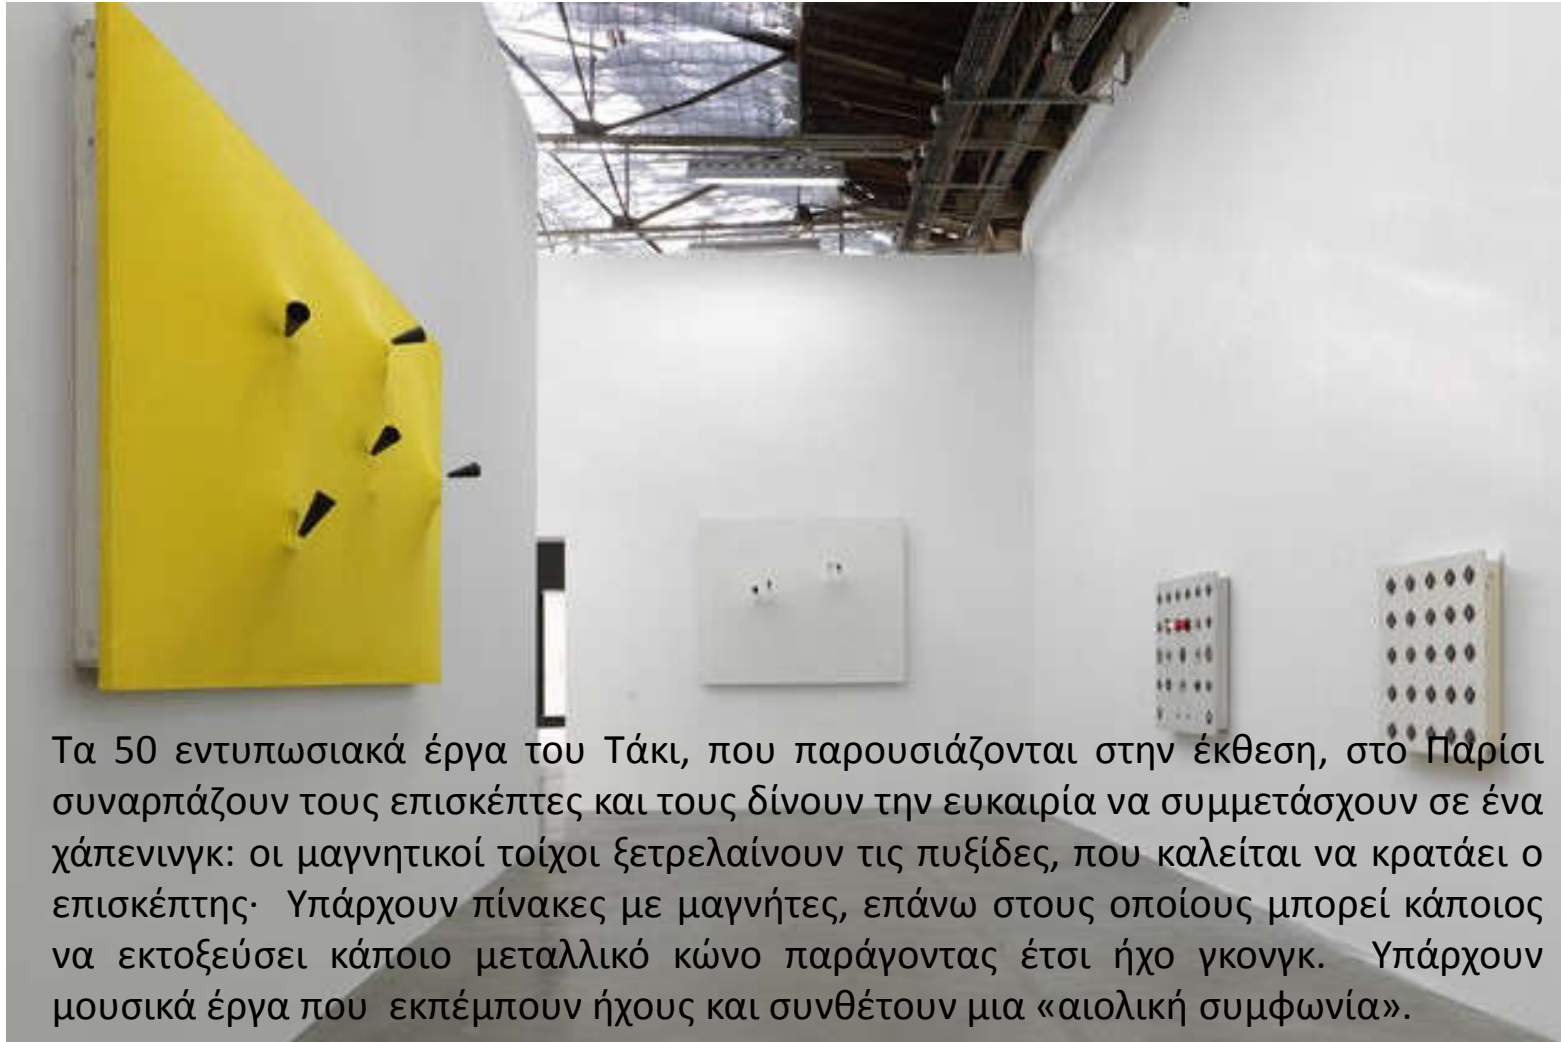 Τα 50 εντυπωσιακά έργα του Τάκι, που παρουσιάζονται στην έκθεση, στο Παρίσι
συναρπάζουν τους επισκέπτες και τους δίνουν την ευκαιρία να συμμετάσχουν σε ένα
χάπενινγκ: οι μαγνητικοί τοίχοι ξετρελαίνουν τις πυξίδες, που καλείται να κρατάει ο
επισκέπτης· Υπάρχουν πίνακες με μαγνήτες, επάνω στους οποίους μπορεί κάποιος
να εκτοξεύσει κάποιο μεταλλικό κώνο παράγοντας έτσι ήχο γκονγκ. Υπάρχουν
μουσικά έργα που εκπέμπουν ήχους και συνθέτουν μια «αιολική συμφωνία».